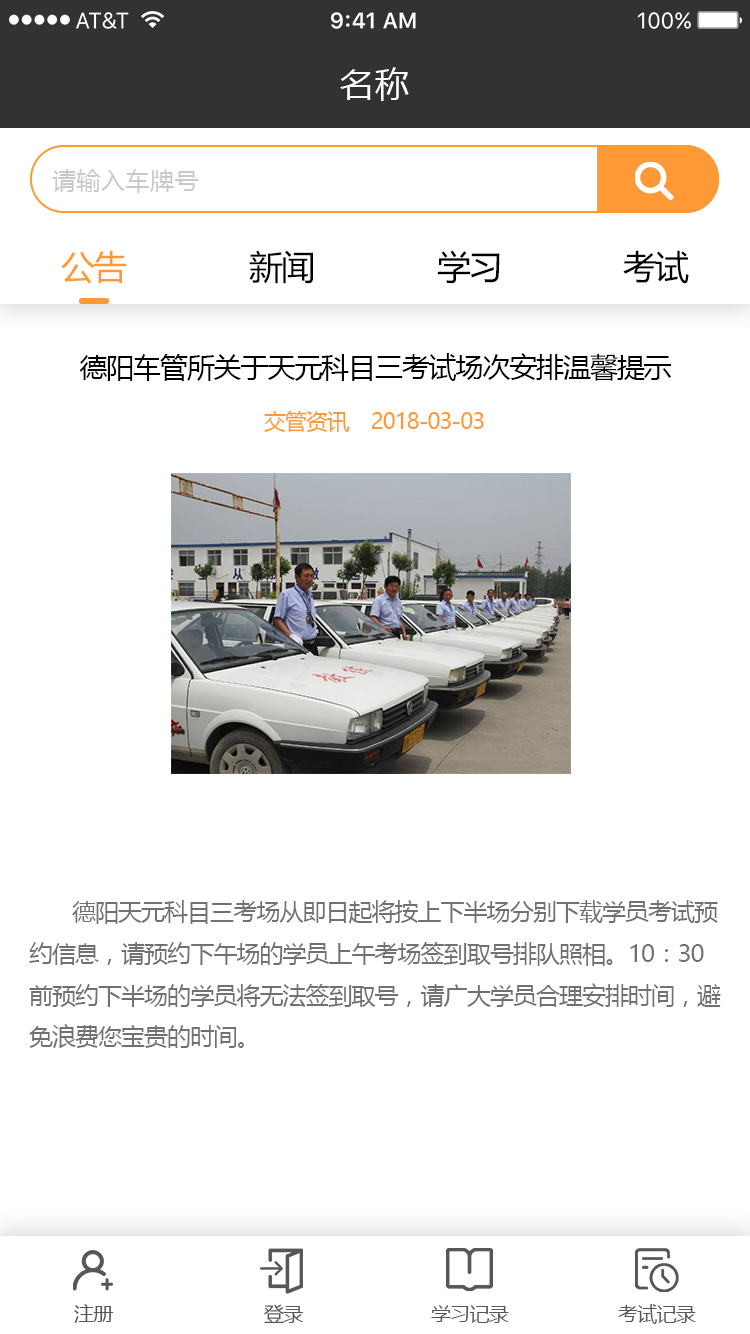 AT&T 9:41 AM 100%
名称
请输入车牌号
公告 新闻 学习 考试
德阳车管所关于天元科目三考试场次安排温馨提示
交管资讯 2018-03-03
德阳天元科目三考场从即日起将按上下半场分别下载学员考试预
约信息，请预约下午场的学员上午考场签到取号排队照相。10：30
前预约下半场的学员将无法签到取号，请广大学员合理安排时间，避
免浪费您宝贵的时间。
注册 登录 学习记录 考试记录